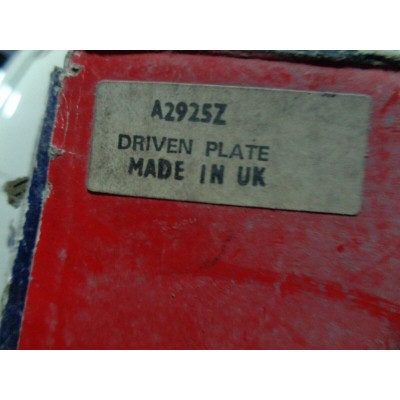 A2925Z
DRIVEN PLATE
MADE IN UK